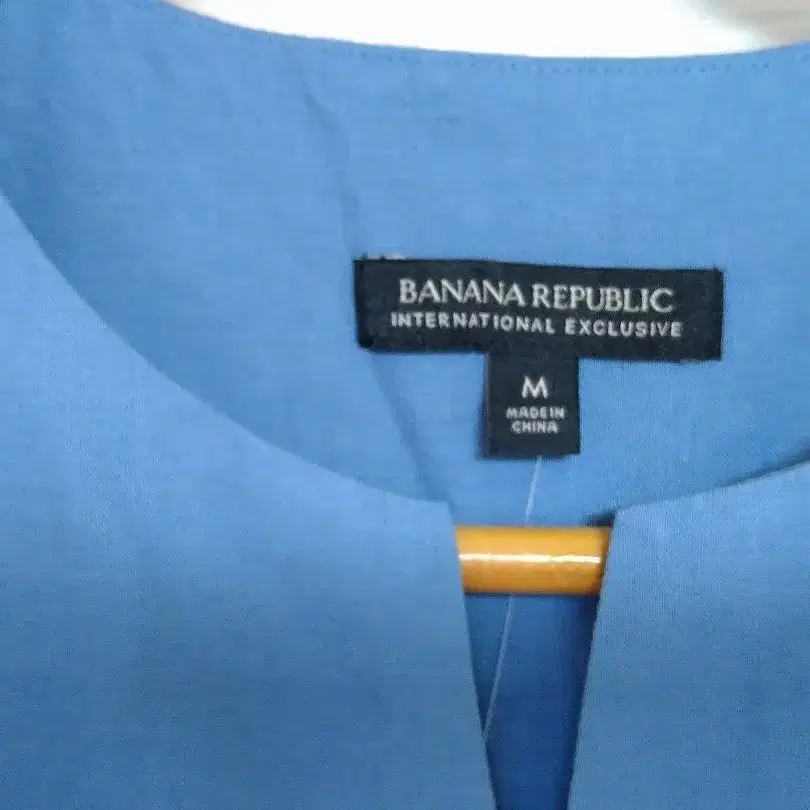 BANANA REPUBLIC
INTERNATIONAL EXCLUSIVE
M
MADE IN
CHINA